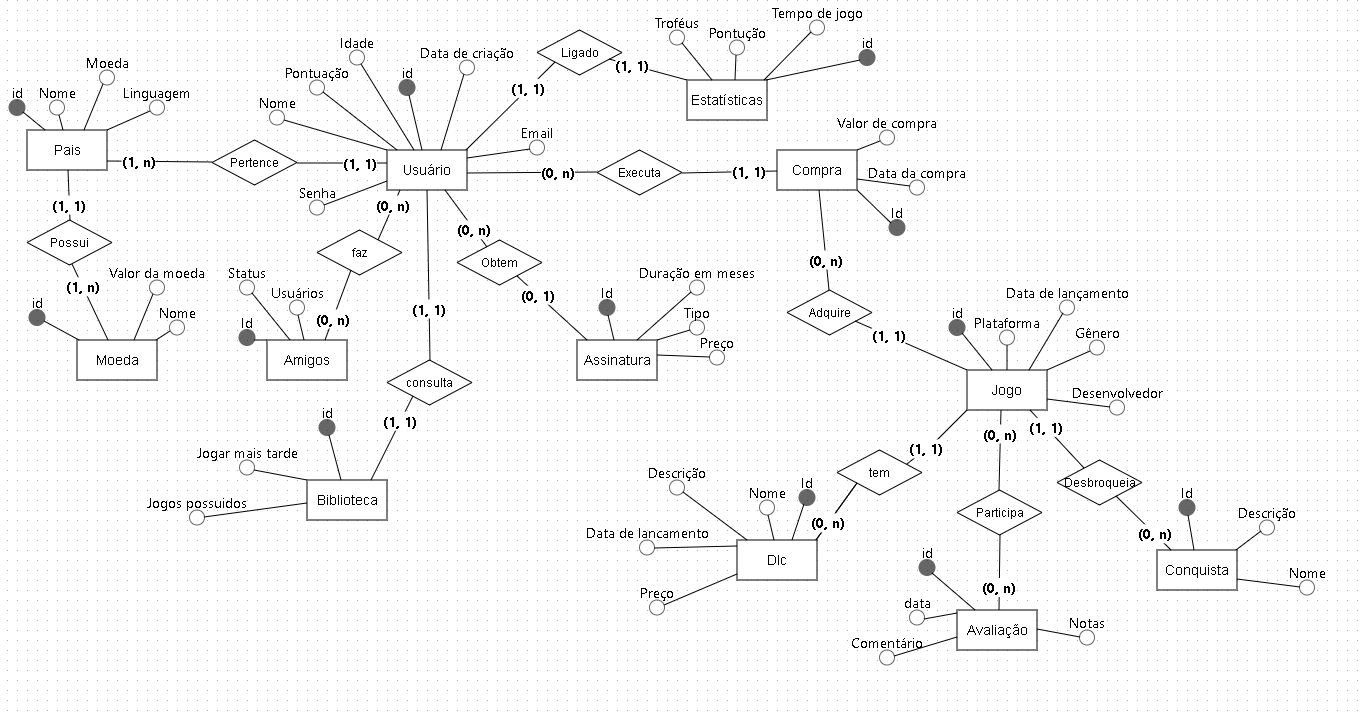 Tempo de jogo
Troféus
Pontução
id
Idade
Data de criação
Ligado
(1, 1)
Moeda
Pontuação
id
(1, 1)
Estatísticas
id
Nome
Linguagem
Nome
Valor de compra
Email
Pais
(1, n)
Pertence
(1, 1)
Usuário
(0, n)
Executa
(1, 1)
Compra
Data da compra
Senha
(1, 1)
(0, n)
Id
Possui
faz
(0, n)
Obtem
(0, n)
Status
Valor da moeda
Duração em meses
(1, n)
Usuários
(0, 1)
Data de lançamento
id
Nome
Id
(0, n)
(1, 1)
Id
Tipo
Adquire
id
Plataforma
Gênero
(1, 1)
Preço
Moeda
Amigos
Assinatura
consulta
Jogo
Desenvolvedor
id
(1, 1)
(0, n)
(1, 1)
(1, 1)
Jogar mais tarde
Descrição
tem
Desbroqueia
Jogos possuidos
Biblioteca
Nome
Id
Id
Participa
Descrição
(0, n)
Data de lancamento
(0, n)
Dlc
id
Conquista
Nome
Preço
(0, n)
data
Avaliação
Notas
Comentário